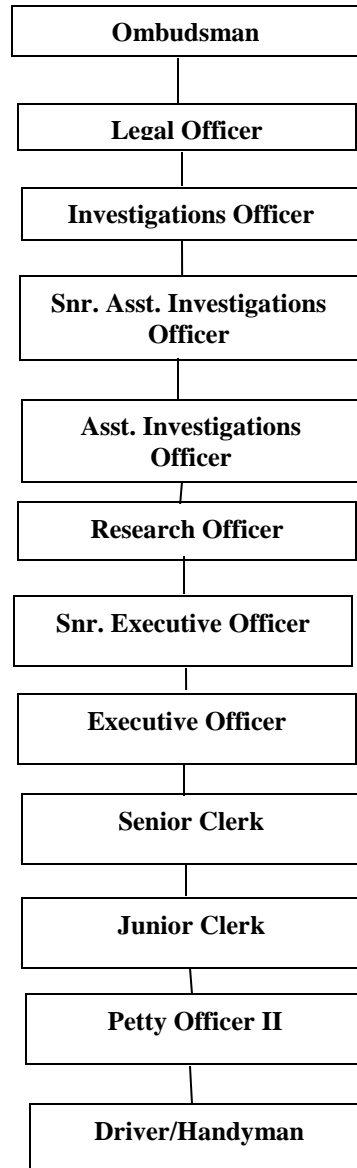 Ombudsman
Legal Officer
Investigations Officer
Snr. Asst. Investigations
Officer
Asst. Investigations
Officer
Research Officer
Snr. Executive Officer
Executive Officer
Senior Clerk
Junior Clerk
Petty Officer II
Driver/Handyman